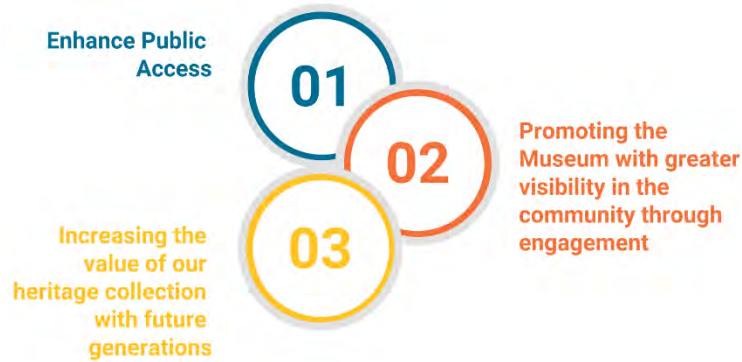 Enhance Public
Access
01
02
Promoting the
Museum with greater
visibility in the
community through
engagement
03
Increasing the
value of our
heritage collection
with future
generations